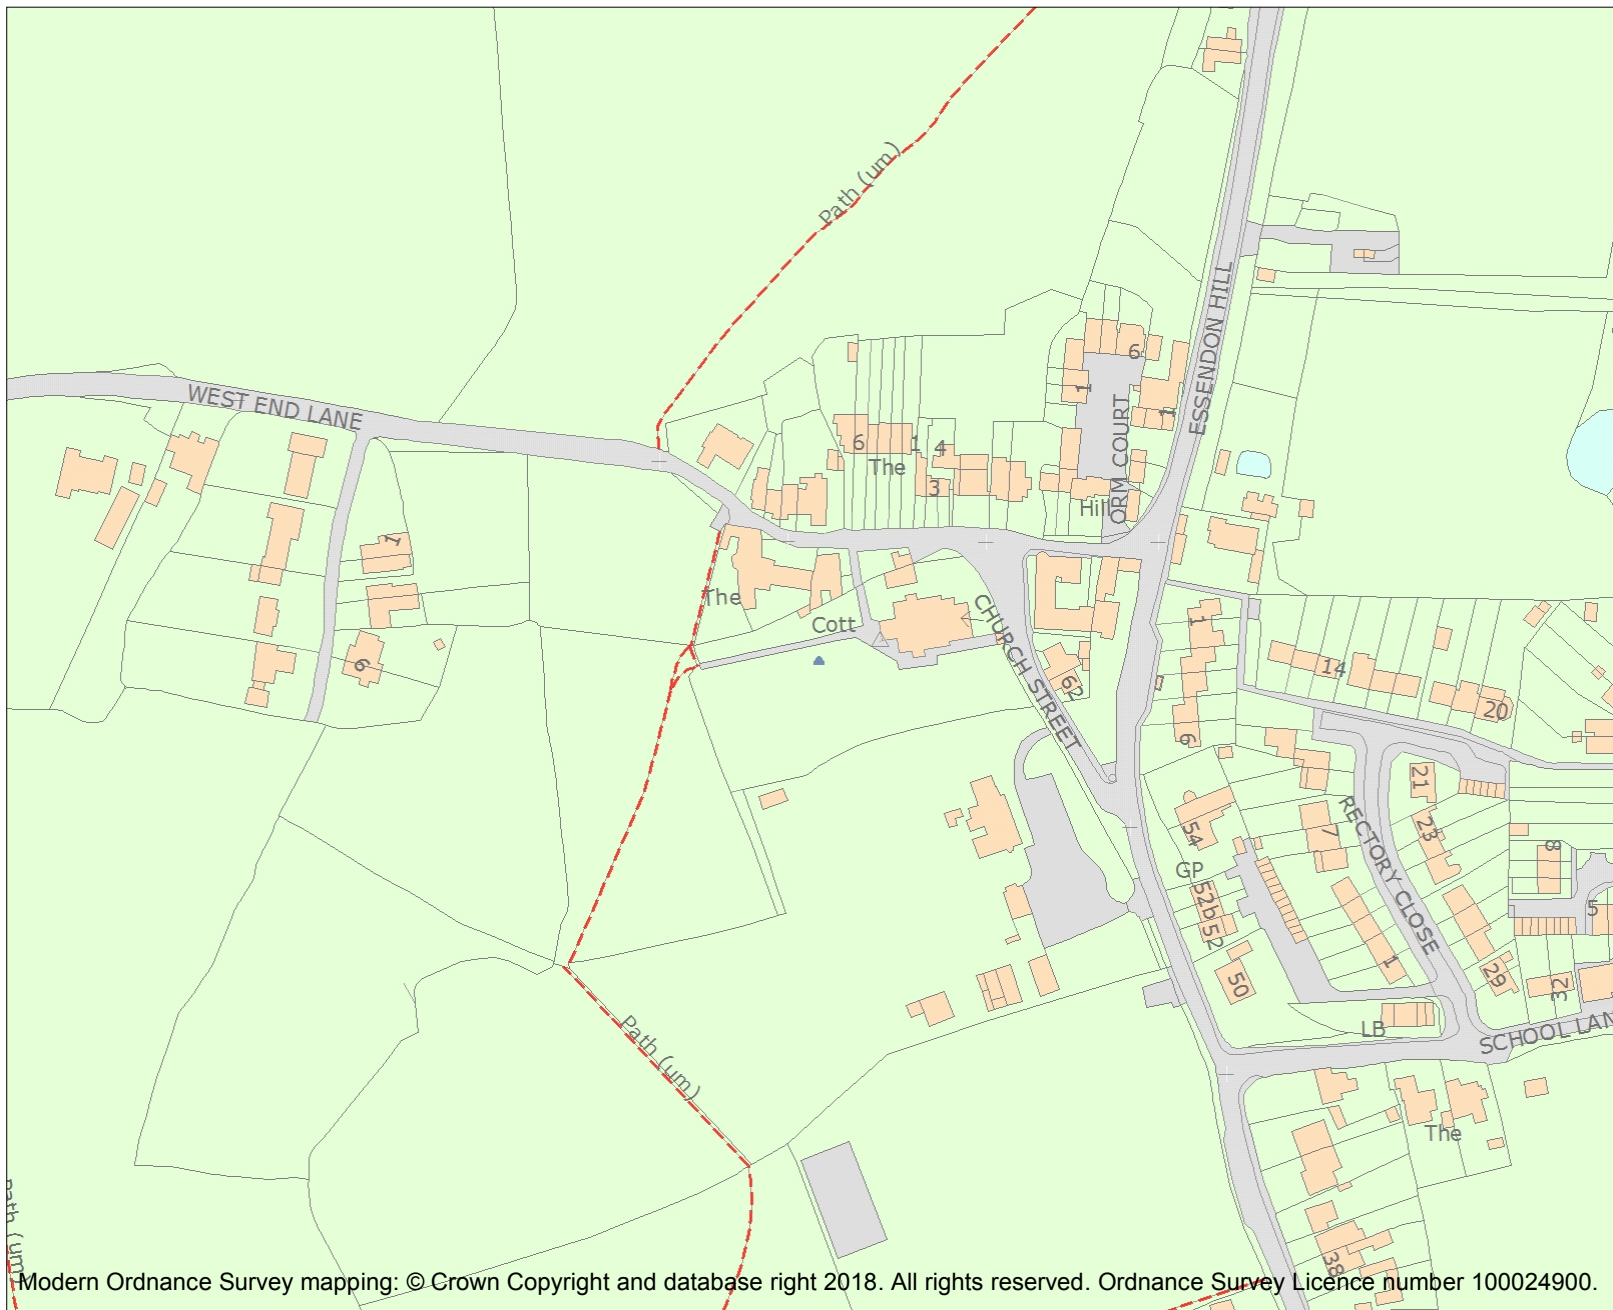 Path (um)
ESSENDON HILL
WEST END LANE
6
1
1
6
1
4
The
3
ORM COURT
Hill
1
The
Cott
CHURCH STREET
1
6
62
14
20
6
21
RECTORY CLOSE
7
23
54
8
GP
52b
52
5
1
29
50
32
LB
SCHOOL LAN
Path (um)
The
Path (um)
38
Modern Ordnance Survey mapping: © Crown Copyright and database right 2018. All rights reserved. Ordnance Survey Licence number 100024900.